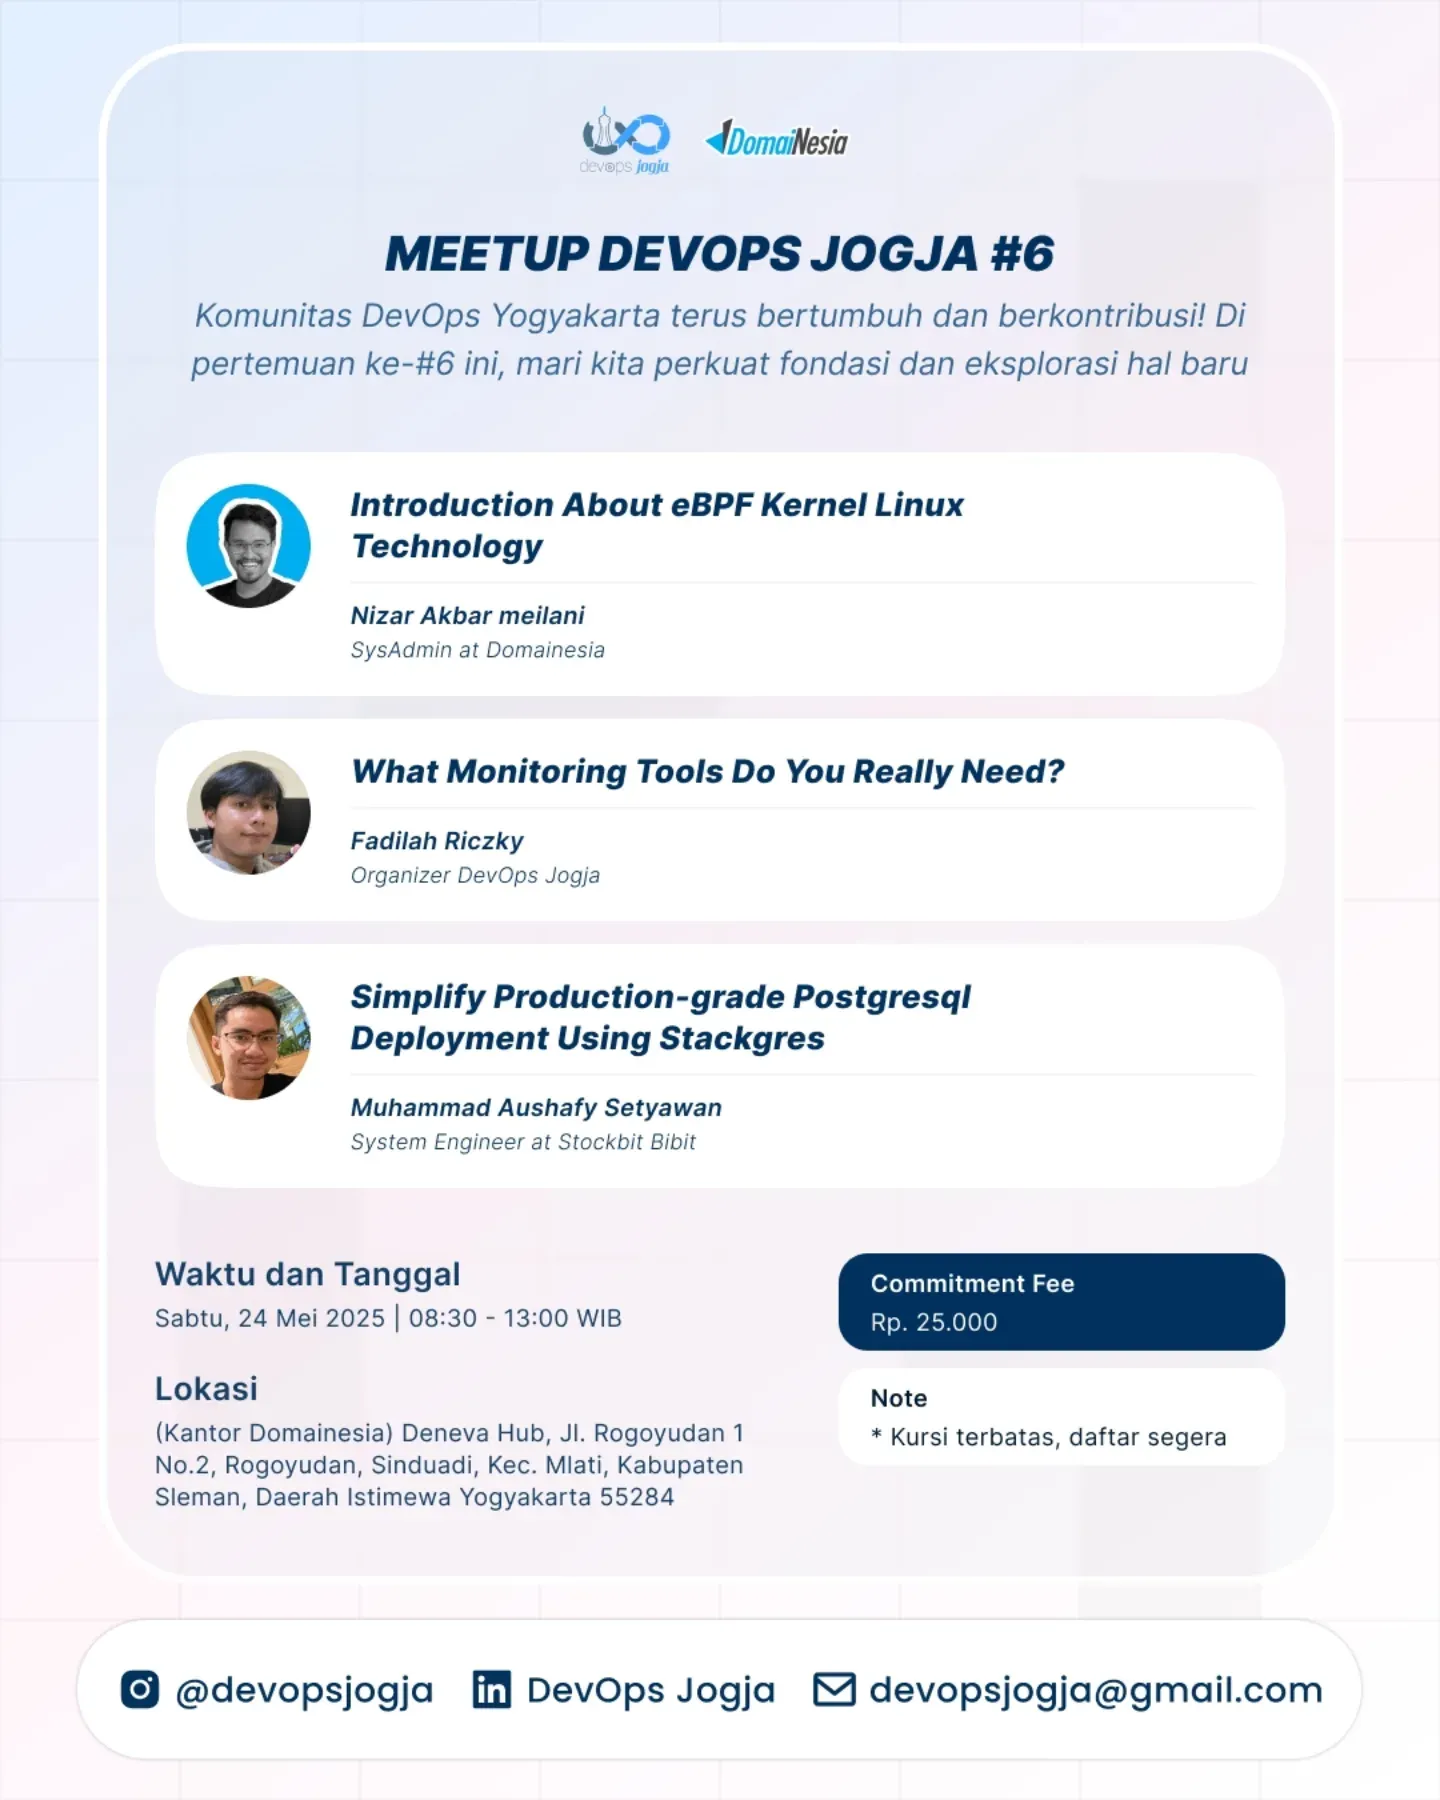 devops jogja
DomaiNesia
MEETUP DEVOPS JOGJA #6
Komunitas DevOps Yogyakarta terus bertumbuh dan berkontribusi! Di
pertemuan ke-#6 ini, mari kita perkuat fondasi dan eksplorasi hal baru
Introduction About eBPF Kernel Linux
Technology
Nizar Akbar meilani
SysAdmin at Domainesia
What Monitoring Tools Do You Really Need?
Fadilah Riczky
Organizer DevOps Jogja
Simplify Production-grade Postgresql
Deployment Using Stackgres
Muhammad Aushafy Setyawan
System Engineer at Stockbit Bibit
Waktu dan Tanggal
Sabtu, 24 Mei 2025 | 08:30 - 13:00 WIB
Lokasi
(Kantor Domainesia) Deneva Hub, Jl. Rogoyudan 1
No.2, Rogoyudan, Sinduadi, Kec. Mlati, Kabupaten
Sleman, Daerah Istimewa Yogyakarta 55284
Commitment Fee
Rp. 25.000
Note
* Kursi terbatas, daftar segera
@devopsjogja
DevOps Jogja
devopsjogja@gmail.com